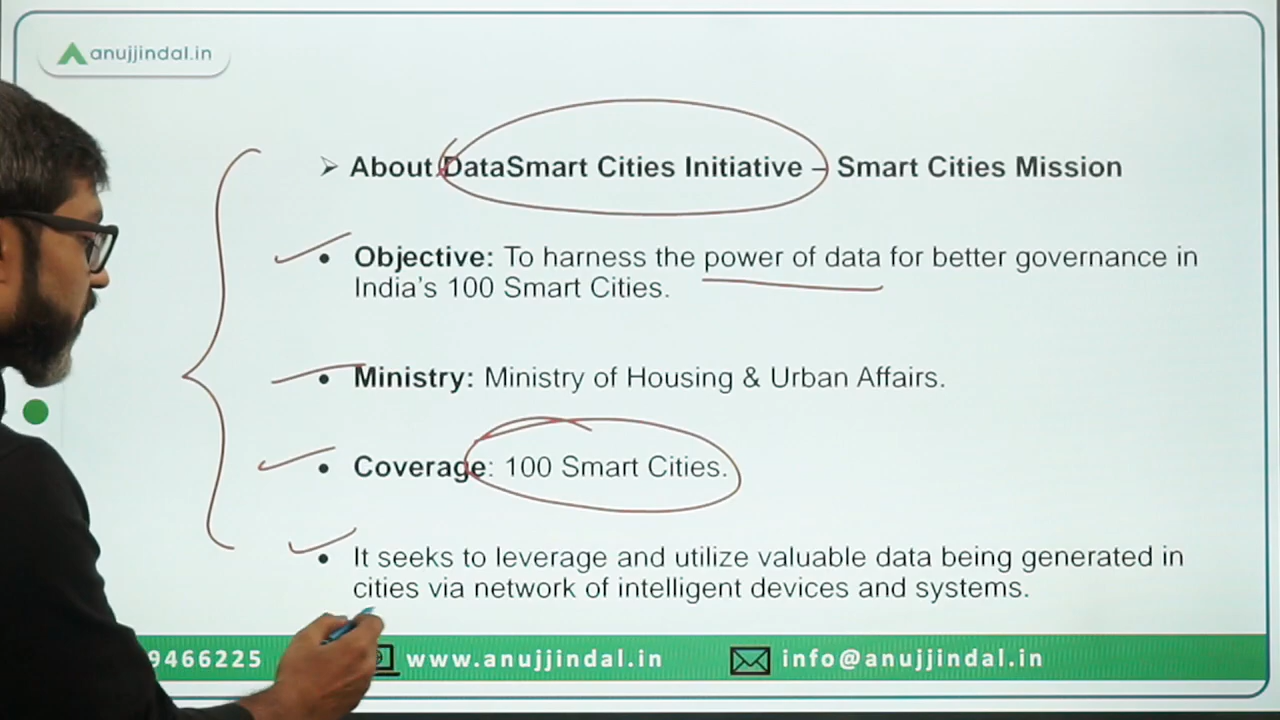 anujjindal.in
➢ About DataSmart Cities Initiative – Smart Cities Mission
• Objective: To harness the power of data for better governance in
India's 100 Smart Cities.
• Ministry: Ministry of Housing & Urban Affairs.
• Coverage: 100 Smart Cities.
• It seeks to leverage and utilize valuable data being generated in
cities via network of intelligent devices and systems.
9466225 www.anujjindal.in info@anujjindal.in